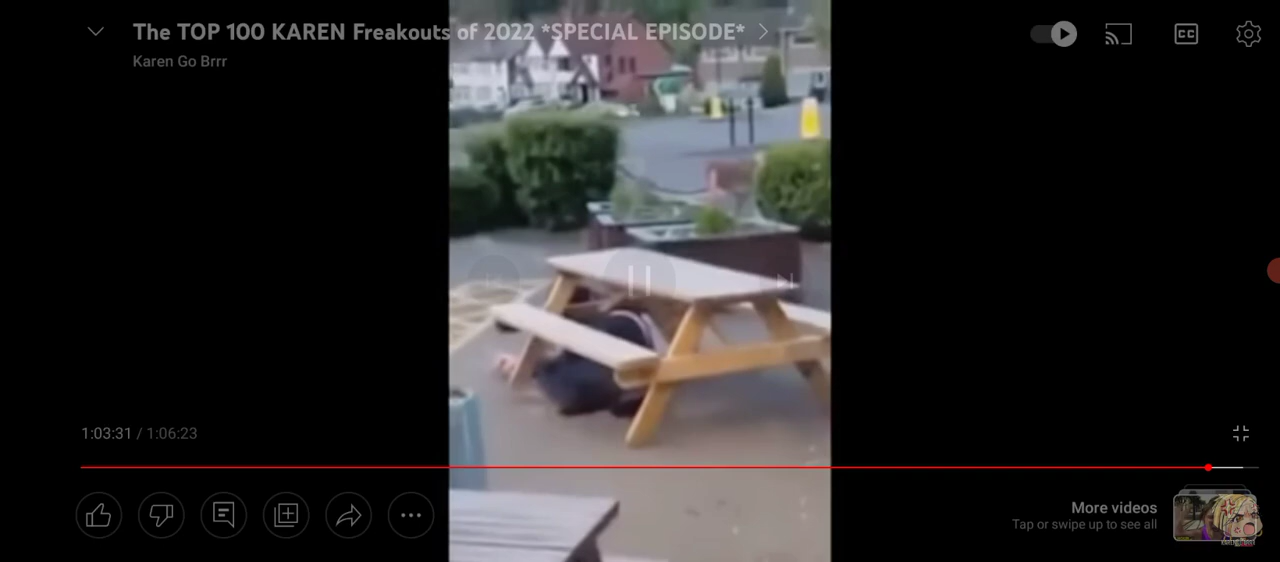 The TOP 100 KAREN Freakouts of 2022 *SPECIAL EPISODE*
Karen Go Brrr
CC
1:03:31 / 1:06:23
More videos
Tap or swipe up to see all